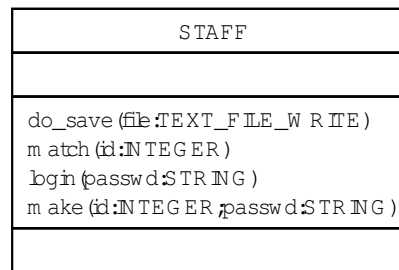 STAFF
do_save(file:TEXT_FILE_WRITE)
match(id:INTEGER)
login(passwd:STRING)
make(id:INTEGER;passwd:STRING)